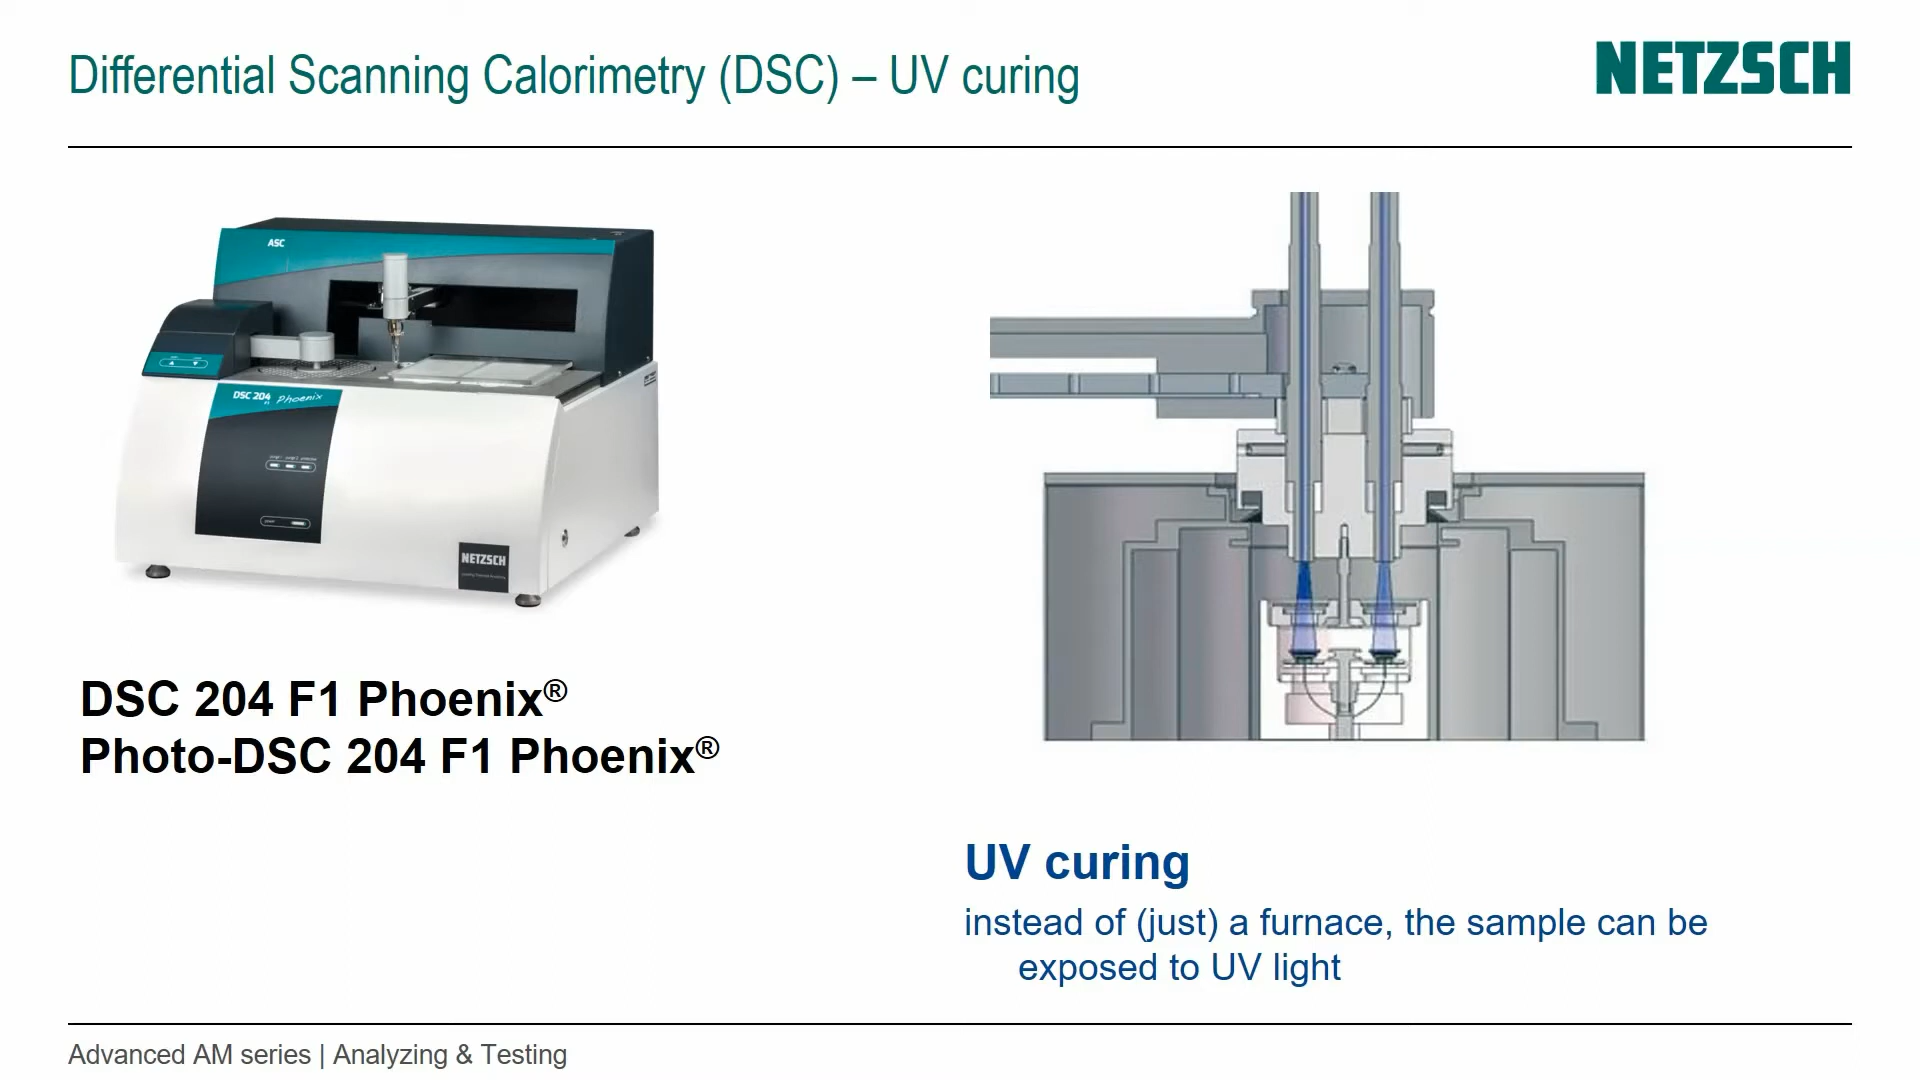 Differential Scanning Calorimetry (DSC) – UV curing
NETZSCH
ASC
DSC 204
F1
Phoenix
NETZSCH
DSC 204 F1 Phoenix®
Photo-DSC 204 F1 Phoenix®
UV curing
instead of (just) a furnace, the sample can be
exposed to UV light
Advanced AM series | Analyzing & Testing